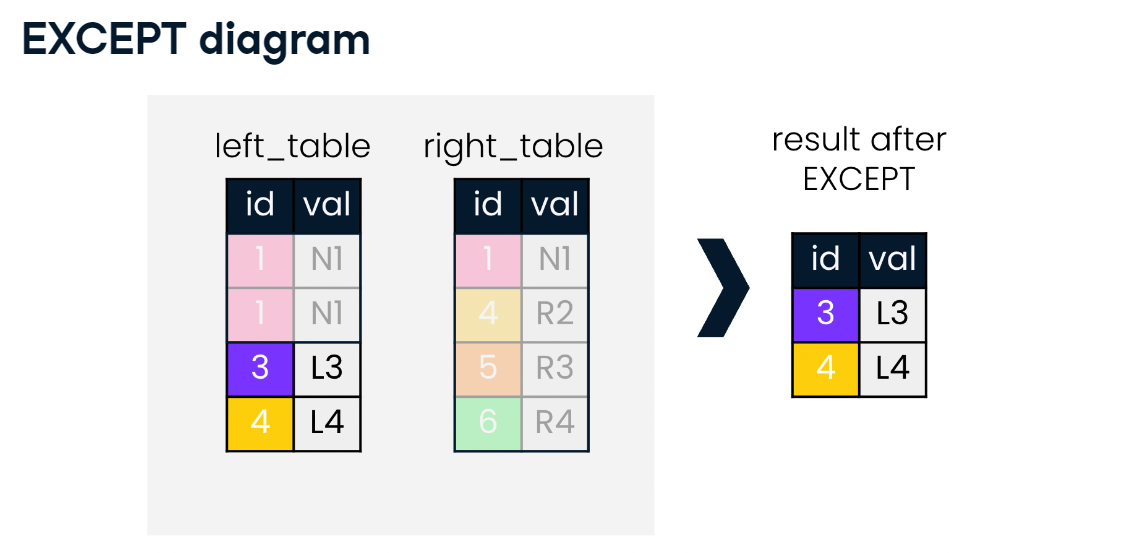 EXCEPT diagram
left_table
id val
1 N1
1 N1
3 L3
4 L4
right_table
id val
1 N1
4 R2
5 R3
6 R4
result after
EXCEPT
id val
3 L3
4 L4